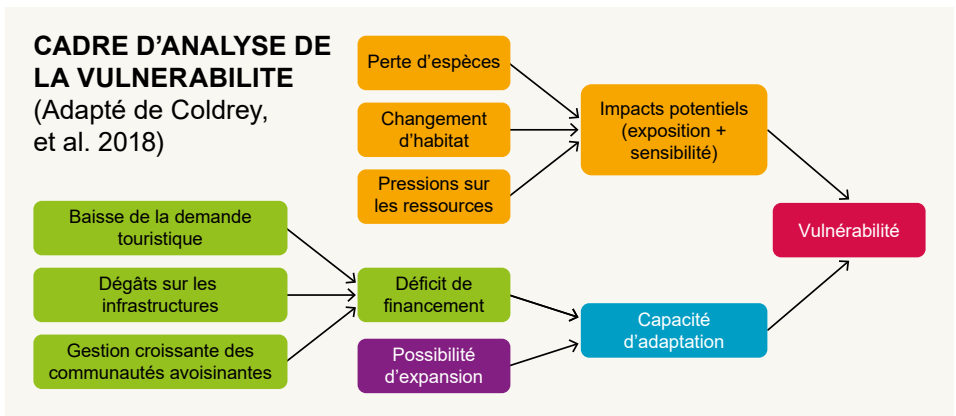 CADRE D'ANALYSE DE
LA VULNERABILITE
(Adapté de Coldrey,
et al. 2018)
Perte d'espèces
Changement
d'habitat
Pressions sur
les ressources
Impacts potentiels
(exposition +
sensibilité)
Baisse de la demande
touristique
Dégâts sur les
infrastructures
Gestion croissante des
communautés avoisinantes
Déficit de
financement
Possibilité
d'expansion
Capacité
d'adaptation
Vulnérabilité